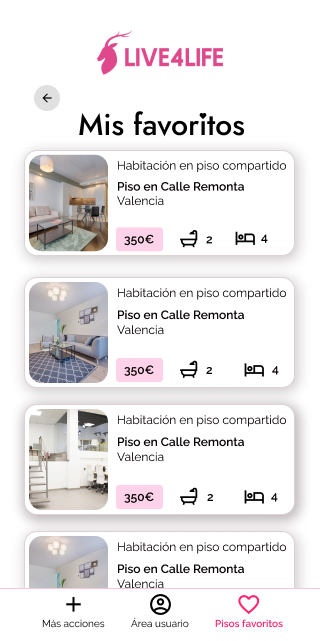 LIVE4LIFE
Mis favoritos
Habitación en piso compartido
Piso en Calle Remonta
Valencia
350€ 2 4
Habitación en piso compartido
Piso en Calle Remonta
Valencia
350€ 2 4
Habitación en piso compartido
Piso en Calle Remonta
Valencia
350€ 2 4
Habitación en piso compartido
Piso en Calle Remonta
Valencia
Màs acciones Área usuario Pisos favoritos